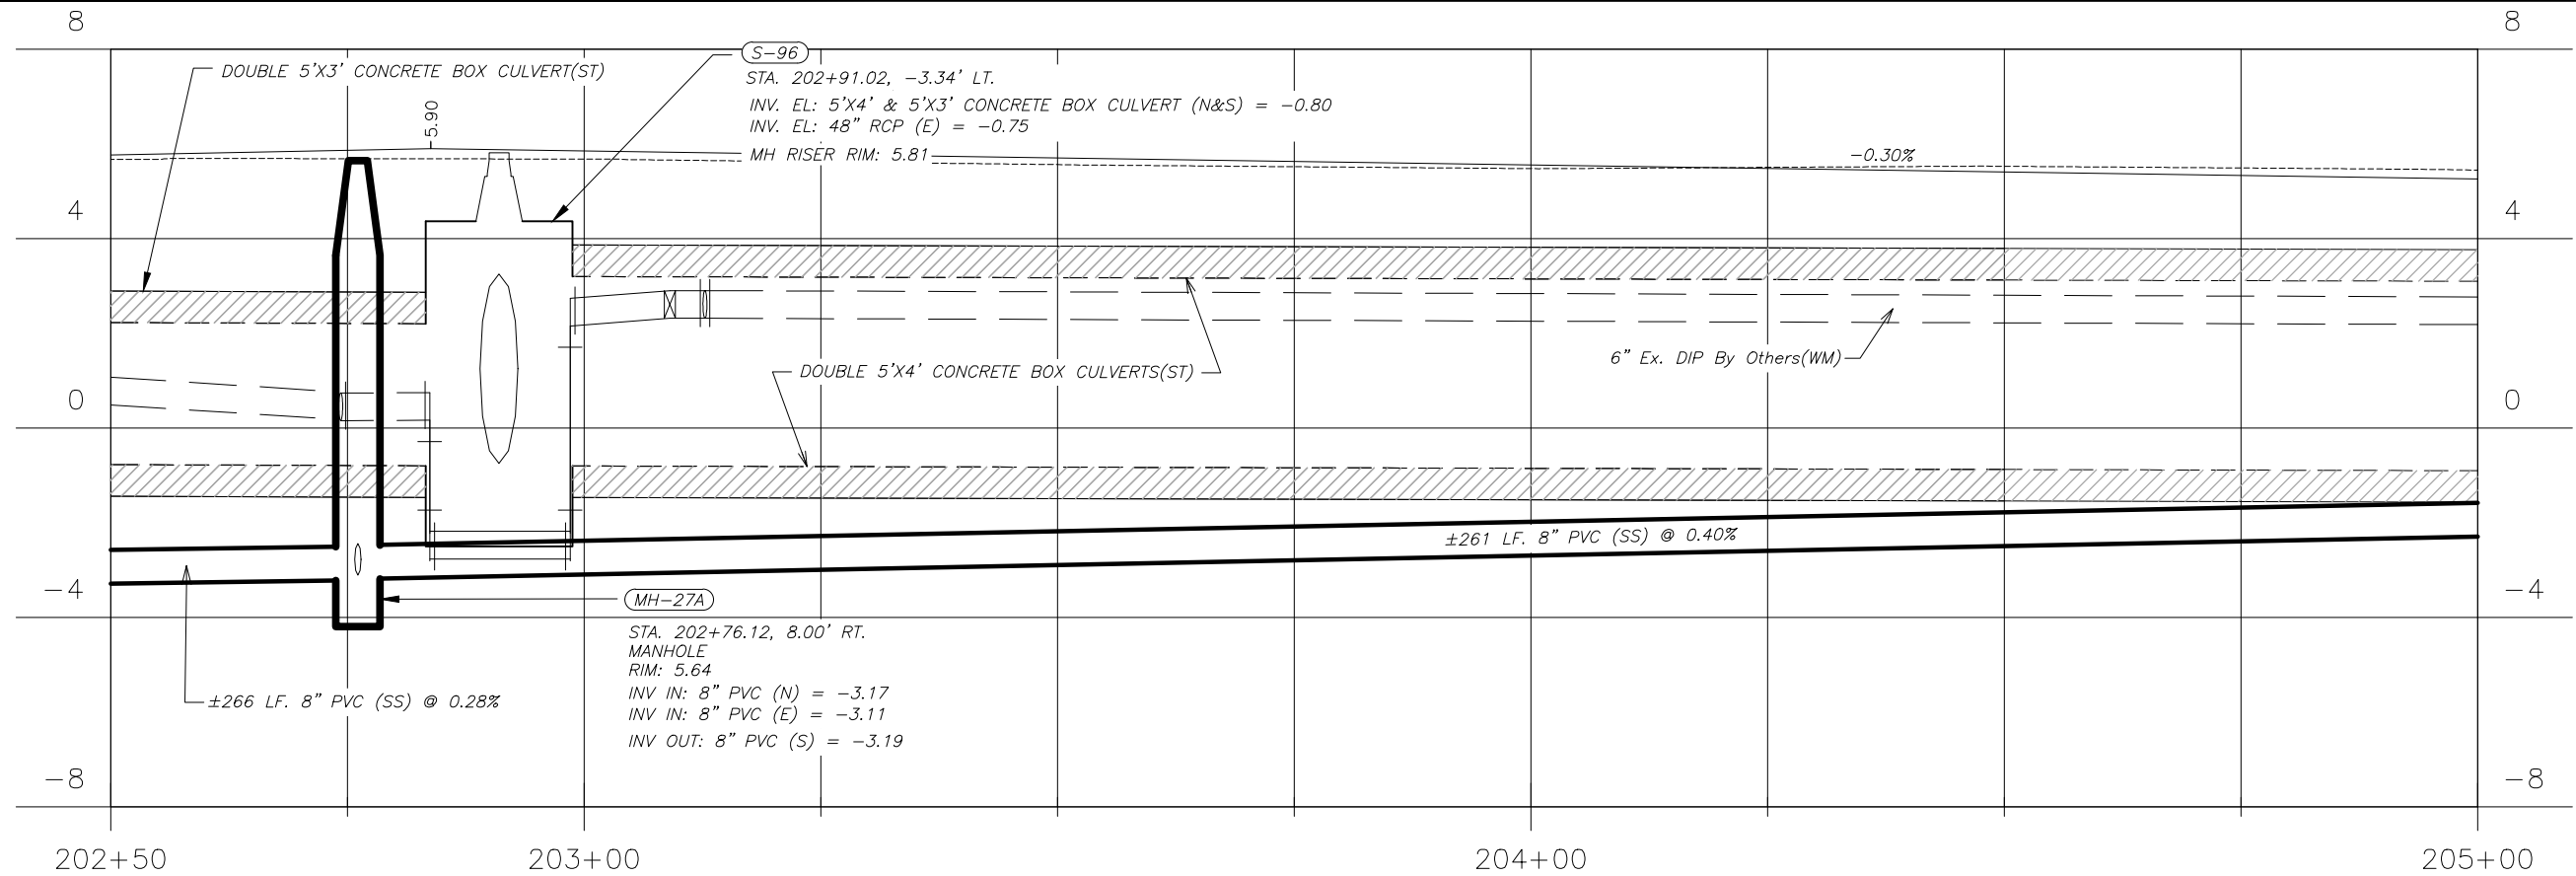 8
8
S-96
DOUBLE 5'X3' CONCRETE BOX CULVERT(ST)
STA. 202+91.02, -3.34' LT.
INV. EL: 5'X4' & 5'X3' CONCRETE BOX CULVERT (N&S) = -0.80
INV. EL: 48" RCP (E) = -0.75
MH RISER RIM: 5.81
5.90
-0.30%
4
4
6" Ex. DIP By Others(WM)
DOUBLE 5'X4' CONCRETE BOX CULVERTS(ST)
0
0
±261 LF. 8" PVC (SS) @ 0.40%
-4
-4
MH-27A
STA. 202+76.12, 8.00' RT.
MANHOLE
RIM: 5.64
INV IN: 8" PVC (N) = -3.17
INV IN: 8" PVC (E) = -3.11
INV OUT: 8" PVC (S) = -3.19
±266 LF. 8" PVC (SS) @ 0.28%
-8
-8
202+50
203+00
204+00
205+00